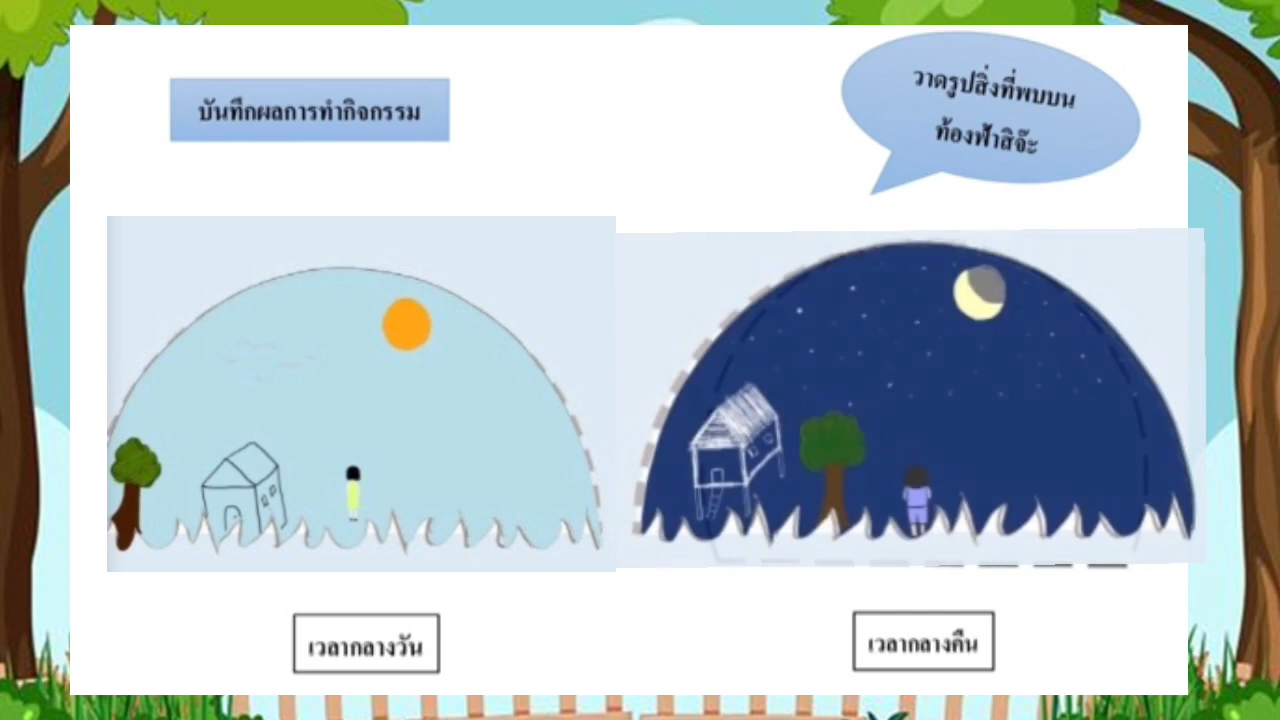 บันทึกผลการทำกิจกรรม
วาดรูปสิ่งที่พบบน
ท้องฟ้าสิจ๊ะ
เวลากลางวัน
เวลากลางคืน